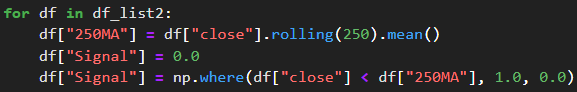 for df in df_list2:
    df["250MA"] = df["close"].rolling(250).mean()
    df["Signal"] = 0.0
    df["Signal"] = np.where(df["close"] < df["250MA"], 1.0, 0.0)